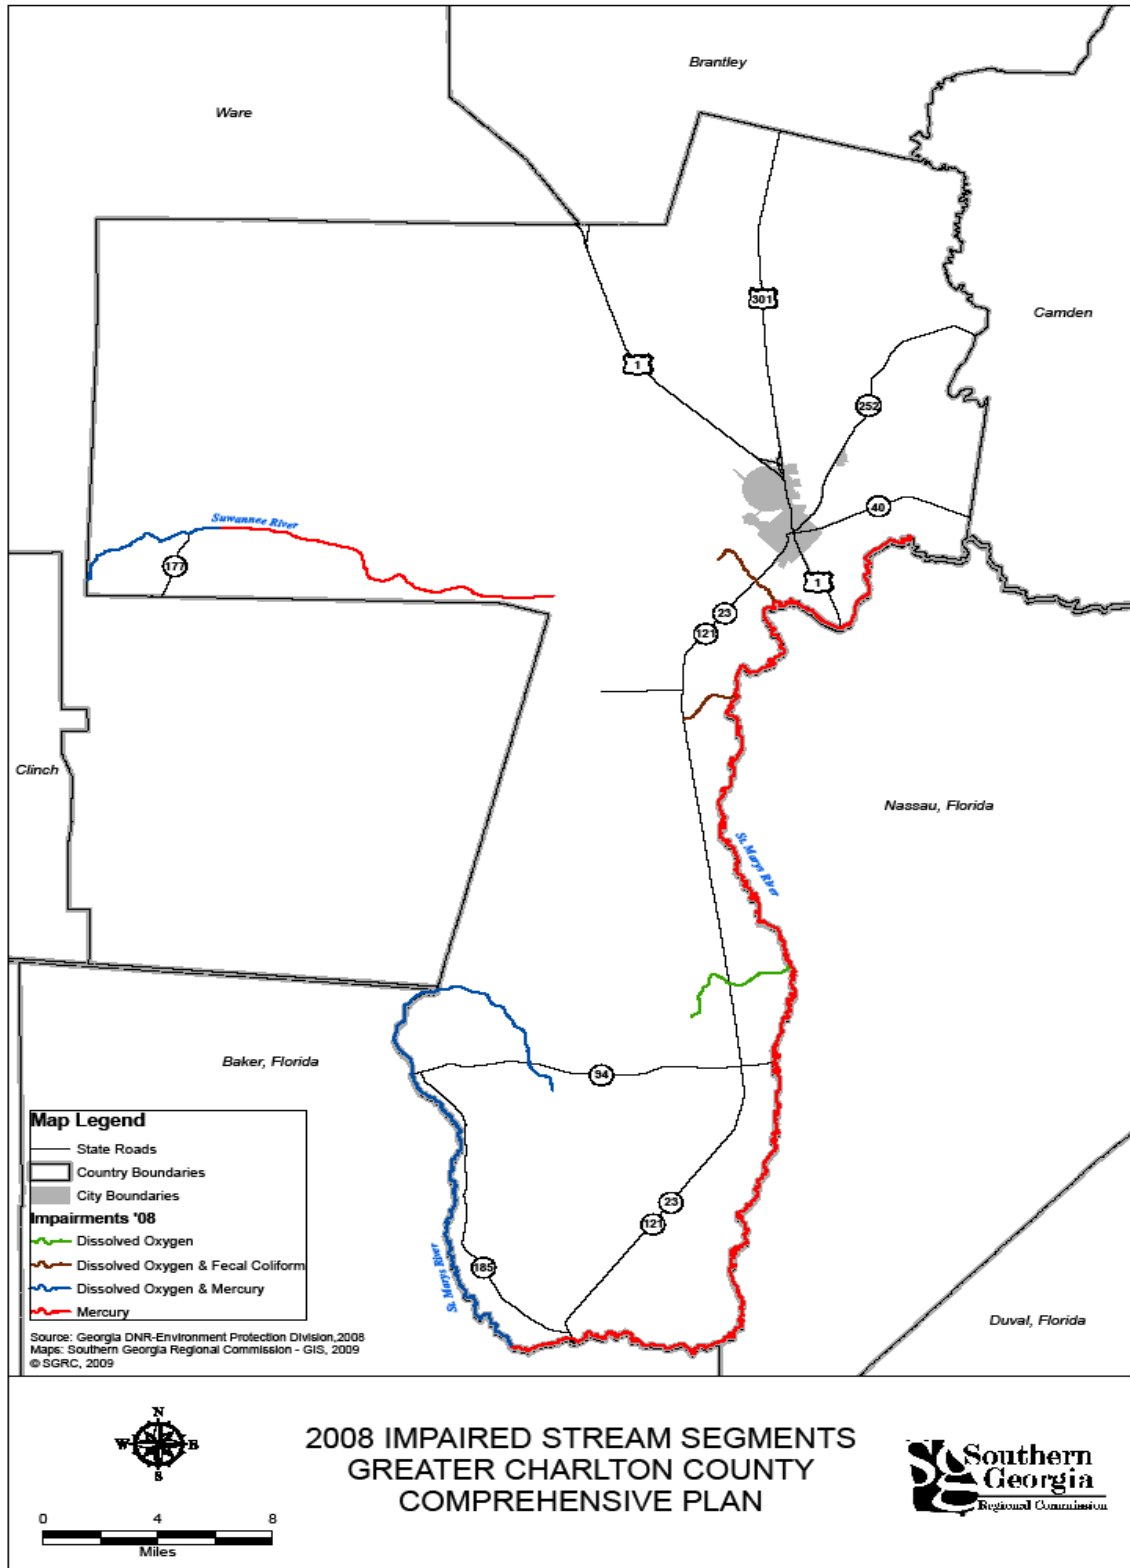 Brantley
Ware
Camden
301
1
252
40
Suwannee River
177
1
23
121
Clinch
Nassau, Florida
St. Marys River
Baker, Florida
94
23
121
185
St. Marys River
Duval, Florida
Map Legend
State Roads
Country Boundaries
City Boundaries
Impairments '08
Dissolved Oxygen
Dissolved Oxygen & Fecal Coliform
Dissolved Oxygen & Mercury
Mercury
Source: Georgia DNR-Environment Protection Division,2008
Maps: Southern Georgia Regional Commission - GIS, 2009
© SGRC, 2009
N
W E
S
0 4 8
Miles
2008 IMPAIRED STREAM SEGMENTS
GREATER CHARLTON COUNTY
COMPREHENSIVE PLAN
Southern
Georgia
Regional Commission